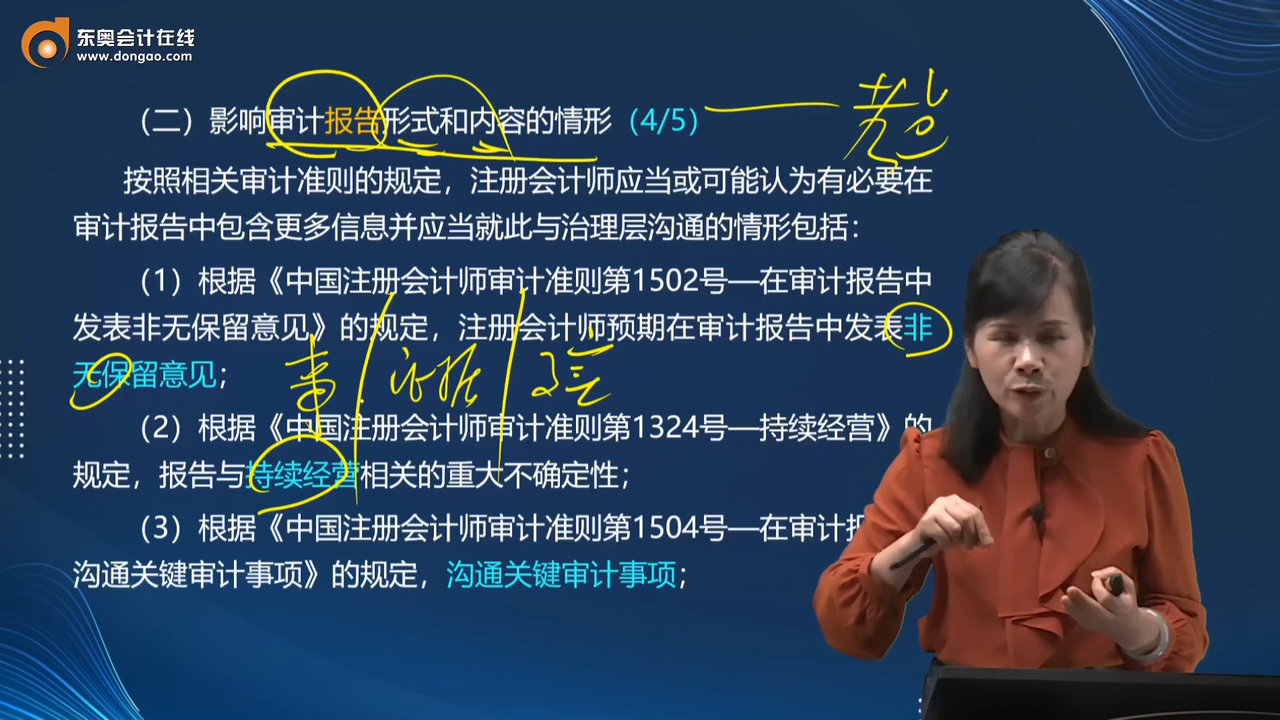 东奥会计在线
www.dongao.com
（二）影响审计报告形式和内容的情形（4/5）
按照相关审计准则的规定，注册会计师应当或可能认为有必要在
审计报告中包含更多信息并应当就此与治理层沟通的情形包括：
（1）根据《中国注册会计师审计准则第1502号—在审计报告中
发表非无保留意见》的规定，注册会计师预期在审计报告中发表非
无保留意见；
证据
（2）根据《中国注册会计师审计准则第1324号—持续经营》的
规定，报告与持续经营相关的重大不确定性；
（3）根据《中国注册会计师审计准则第1504号—在审计报
沟通关键审计事项》的规定，沟通关键审计事项；